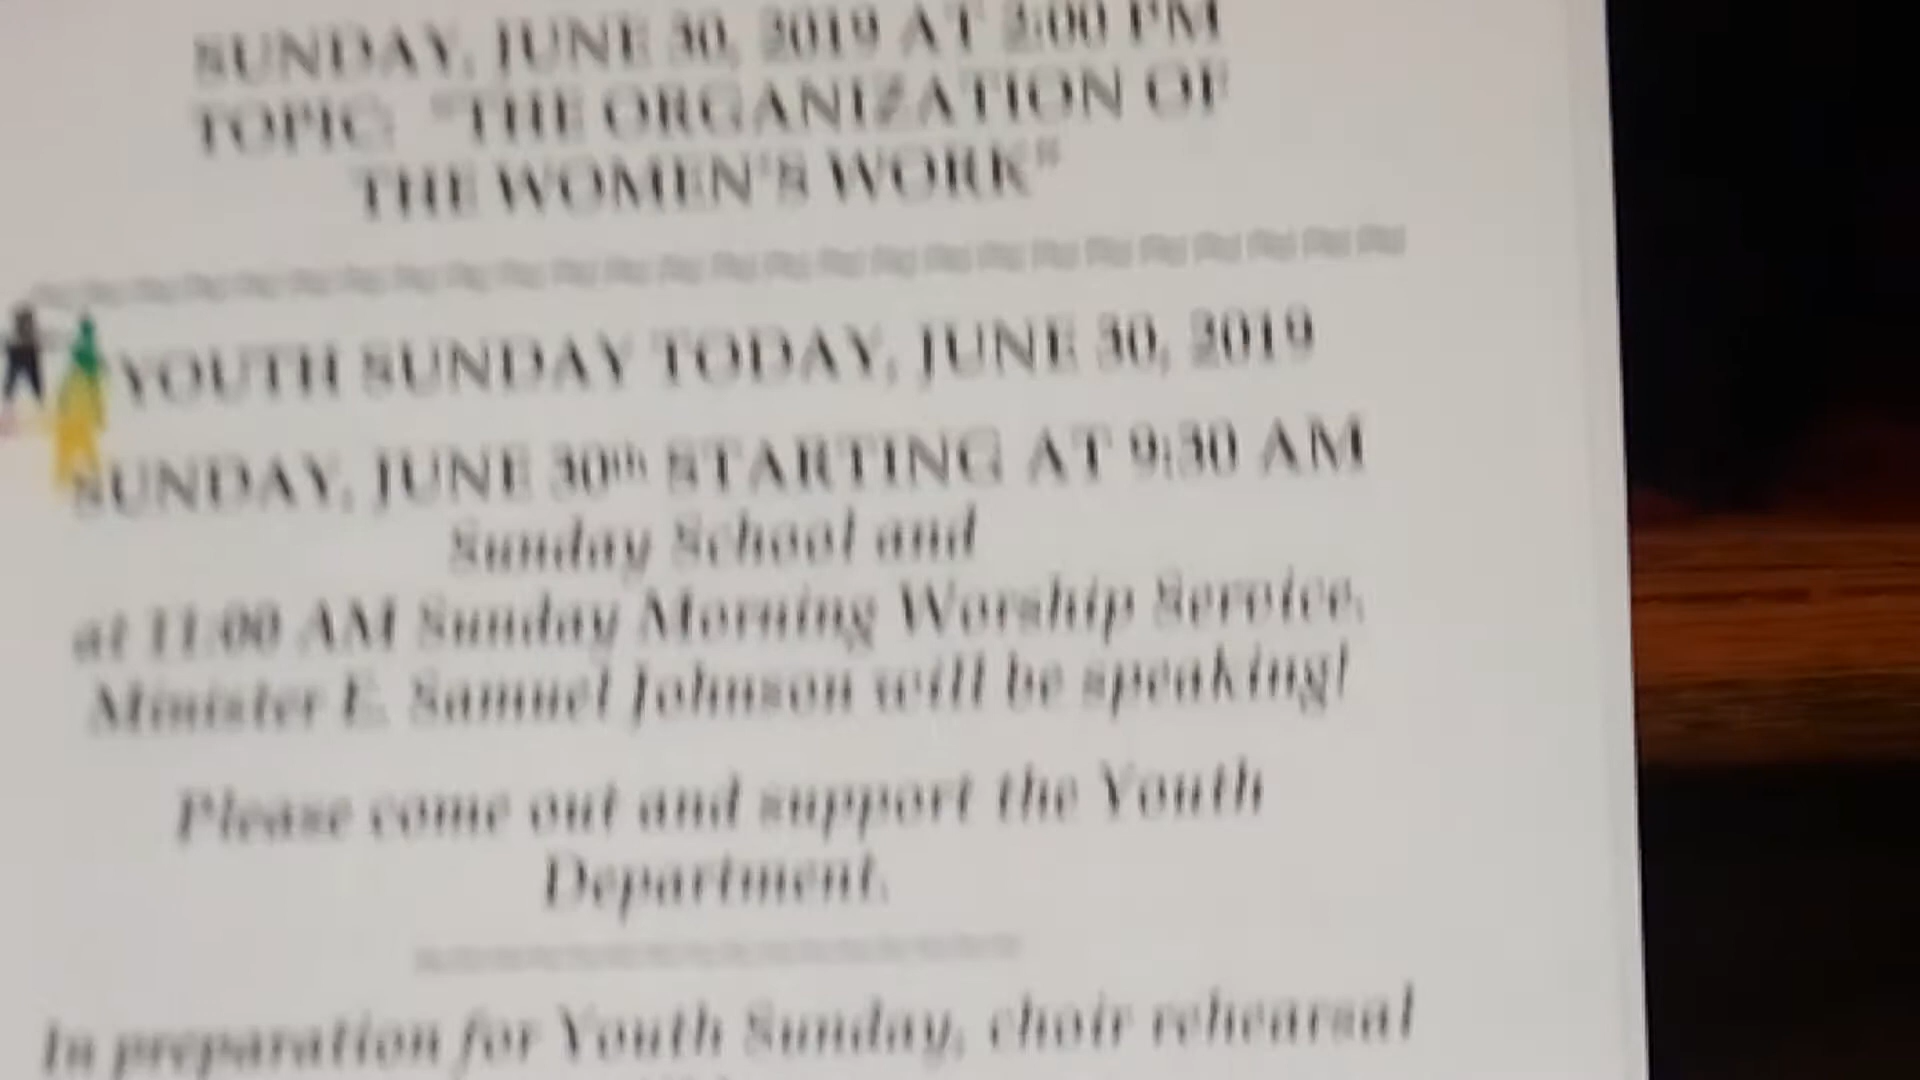 SUNDAY, JUNE 30, 2019 AT 2:00 PM
TOPIC: "THE ORGANIZATION OF
THE WOMEN'S WORK"
YOUTH SUNDAY TODAY, JUNE 30, 2019
SUNDAY, JUNE 30th STARTING AT 9:30 AM
Sunday School and
at 11:00 AM Sunday Morning Worship Service.
Minister E. Samuel Johnson will be speaking!
Please come out and support the Youth
Department.
In preparation for Youth Sunday, choir rehearsal